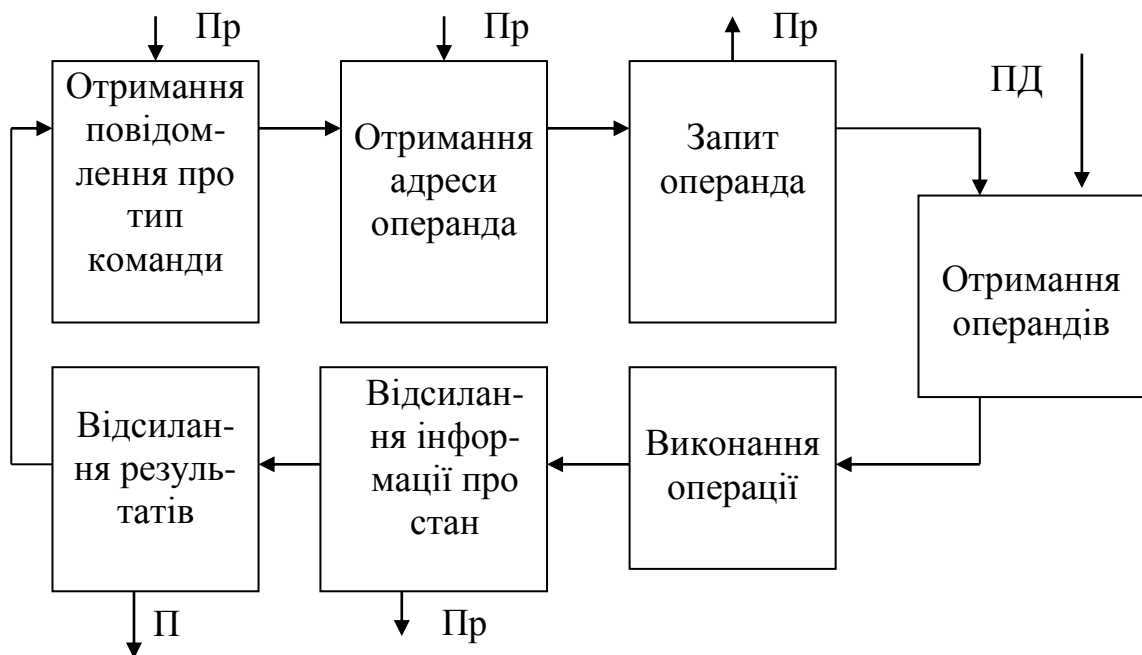 Пр
Пр
Пр
ПД
Отримання
повідом-
лення про
тип
команди
Отримання
адреси
операнда
Запит
операнда
Отримання
операндів
Відсилан-
ня резуль-
татів
Відсилан-
ня інфор-
мації про
стан
Виконання
операції
П
Пр